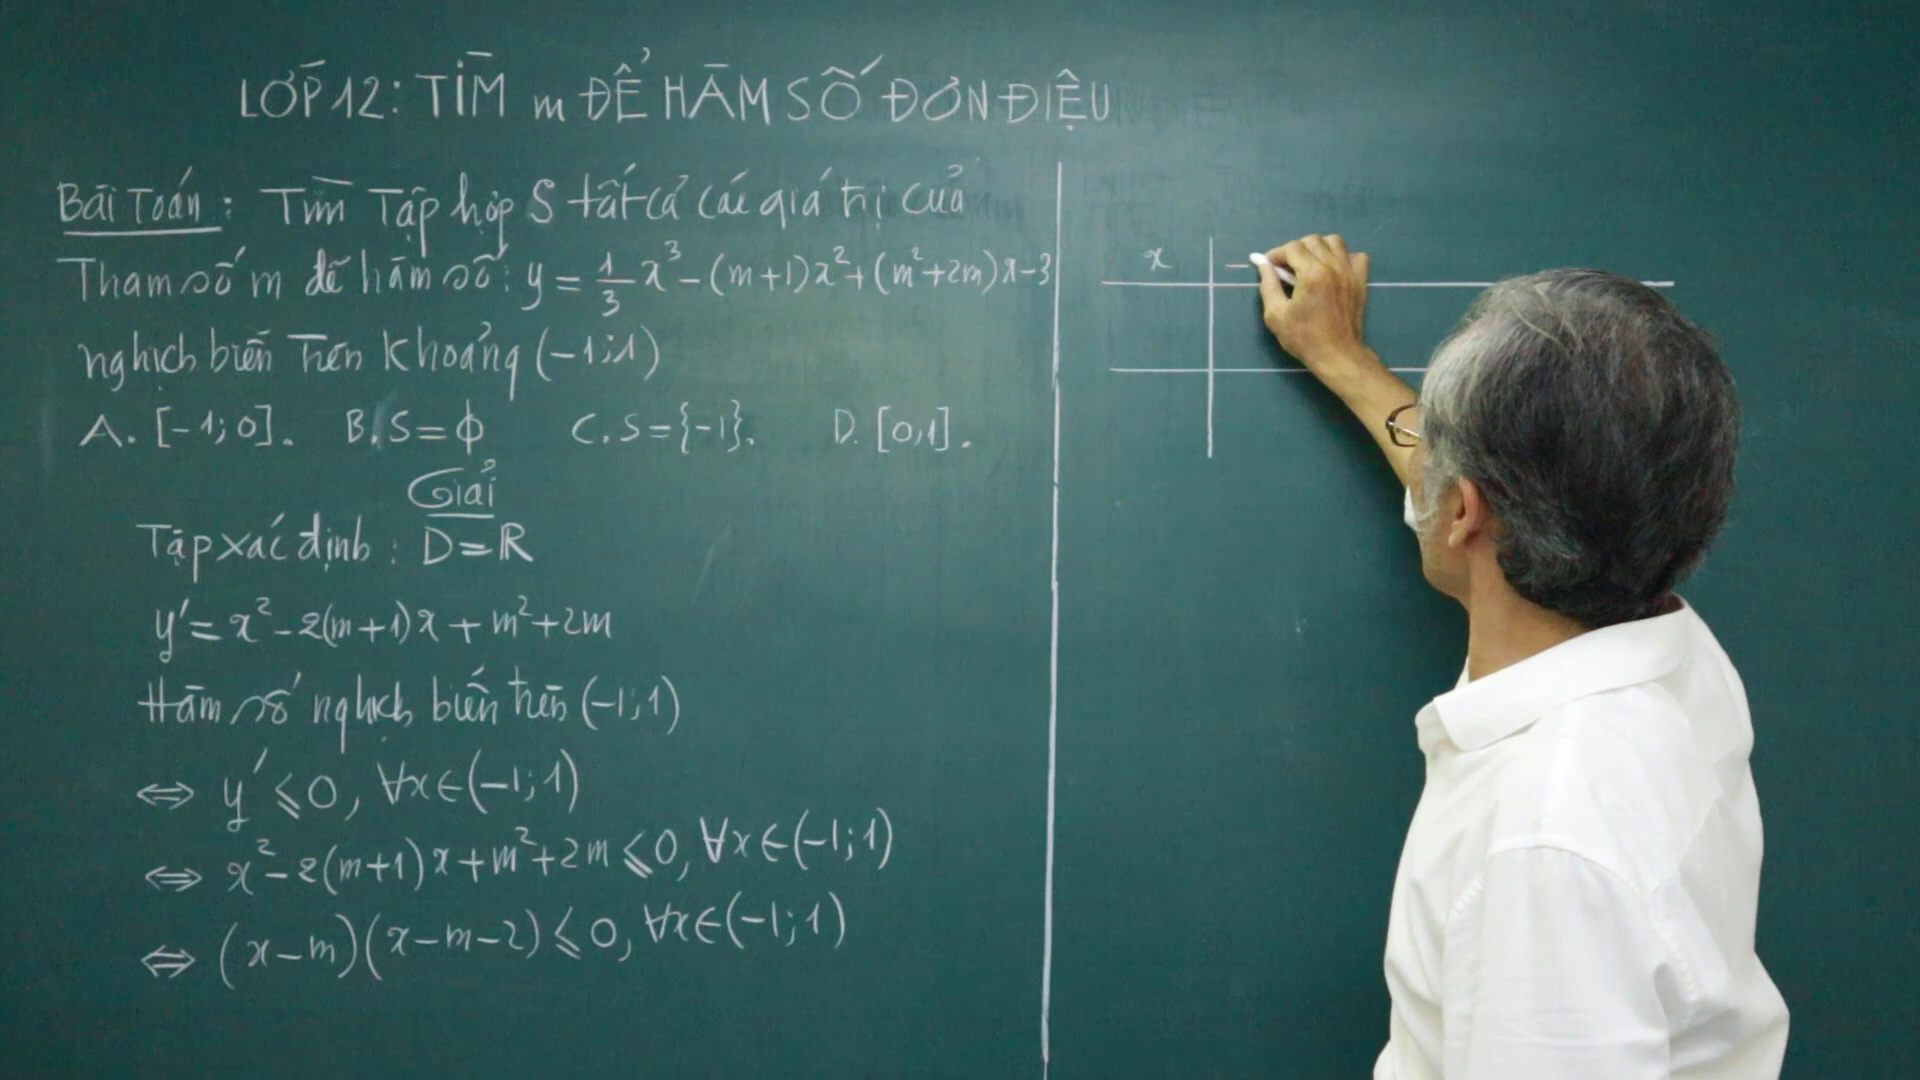 LỚP 12: TÌM m ĐỂ HÀM SỐ ĐƠN ĐIỆU
Bài Toán: Tìm Tập hợp S tất cả các giá trị của
Tham số m để hàm số: y = 1/3 x³ - (m+1)x² + (m²+2m)x - 3
nghịch biến Trên Khoảng (-1;1)
A. [-1;0]. B. S = ϕ C. S = {-1}. D. [0,1].
Giải
Tập xác định: D = ℝ
y' = x² - 2(m+1)x + m² + 2m
Hàm số nghịch biến trên (-1;1)
⇔ y' ⩽ 0, ∀x ∈ (-1;1)
⇔ x² - 2(m+1)x + m² + 2m ⩽ 0, ∀x ∈ (-1;1)
⇔ (x-m)(x-m-2) ⩽ 0, ∀x ∈ (-1;1)
x -